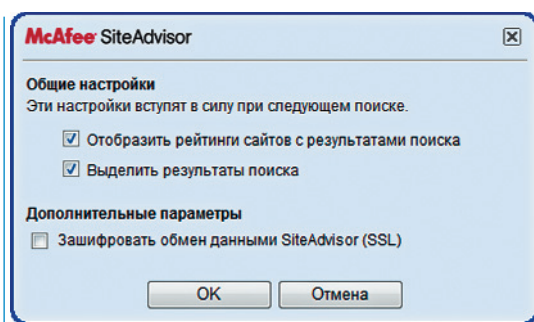 McAfee SiteAdvisor
Общие настройки
Эти настройки вступят в силу при следующем поиске.
Отобразить рейтинги сайтов с результатами поиска
Выделить результаты поиска
Дополнительные параметры
Зашифровать обмен данными SiteAdvisor (SSL)
OK Отмена